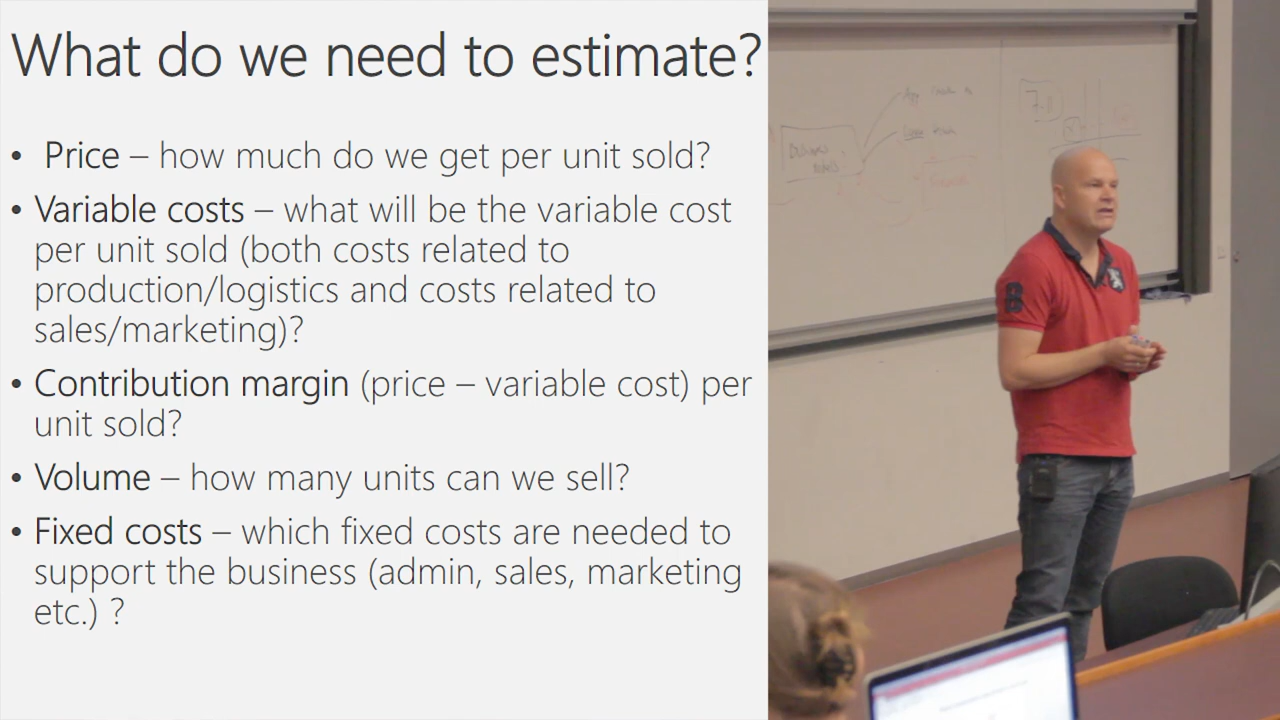 What do we need to estimate?
• Price – how much do we get per unit sold?
• Variable costs – what will be the variable cost
per unit sold (both costs related to
production/logistics and costs related to
sales/marketing)?
• Contribution margin (price – variable cost) per
unit sold?
• Volume – how many units can we sell?
• Fixed costs – which fixed costs are needed to
support the business (admin, sales, marketing
etc.) ?